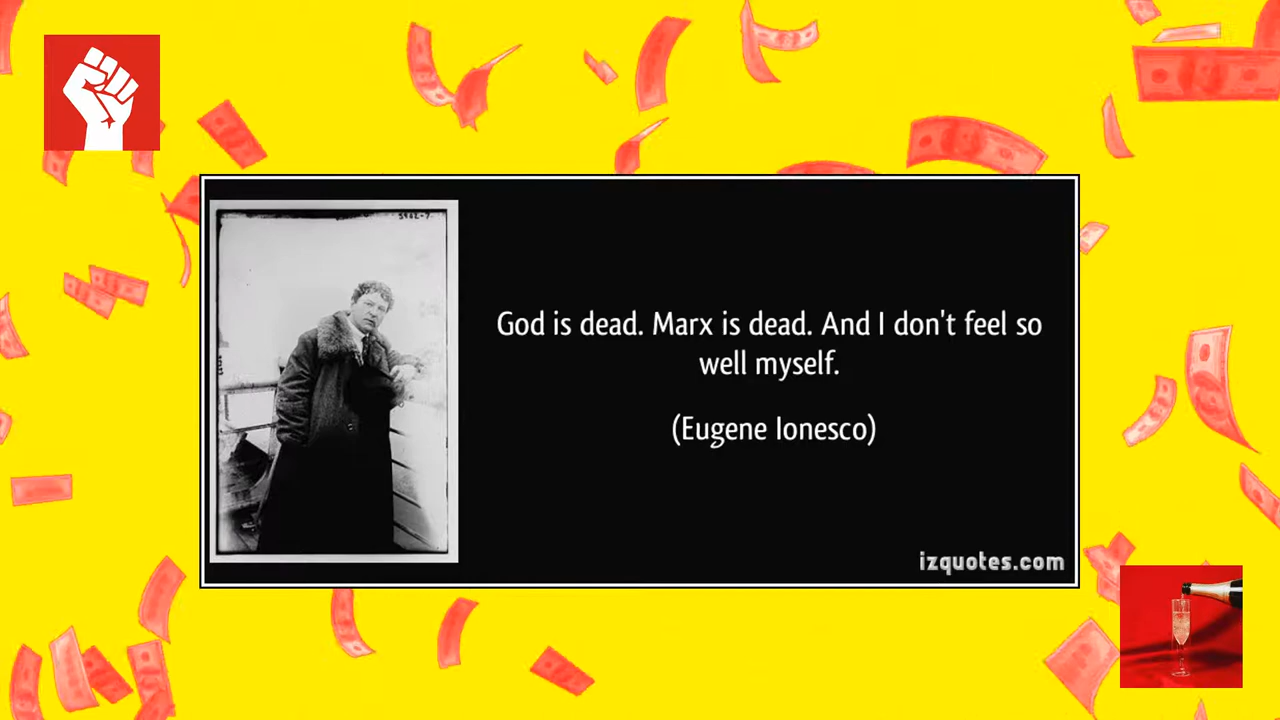 God is dead. Marx is dead. And I don't feel so
well myself.
(Eugene Ionesco)
izquotes.com